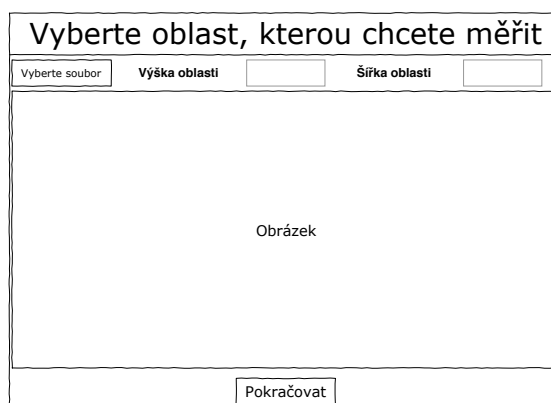 Vyberte oblast, kterou chcete měřit
Vyberte soubor Výška oblasti Šířka oblasti
Obrázek
Pokračovat